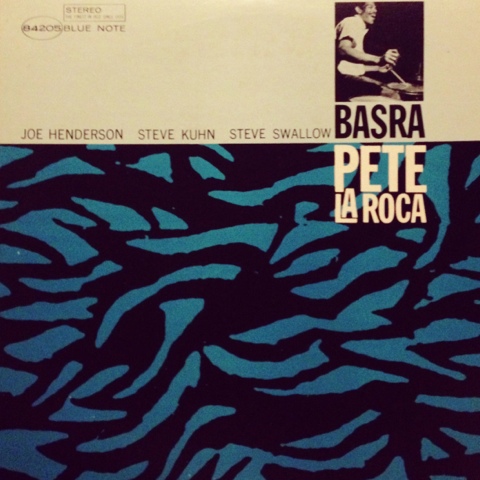 STEREO
84205 BLUE NOTE
JOE HENDERSON STEVE KUHN STEVE SWALLOW
BASRA
PETE
LA ROCA